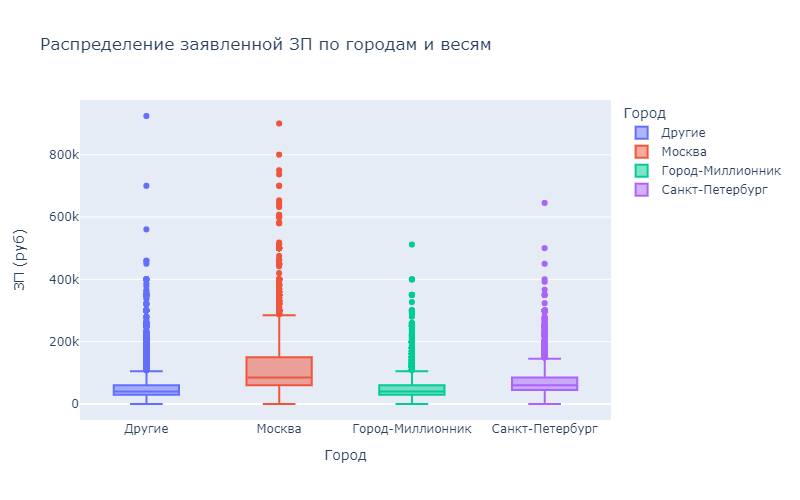 Распределение заявленной ЗП по городам и весям
Город
Другие
Москва
Город-Миллионник
Санкт-Петербург
800k
600k
400k
200k
0
ЗП (руб)
Другие
Москва
Город-Миллионник
Санкт-Петербург
Город